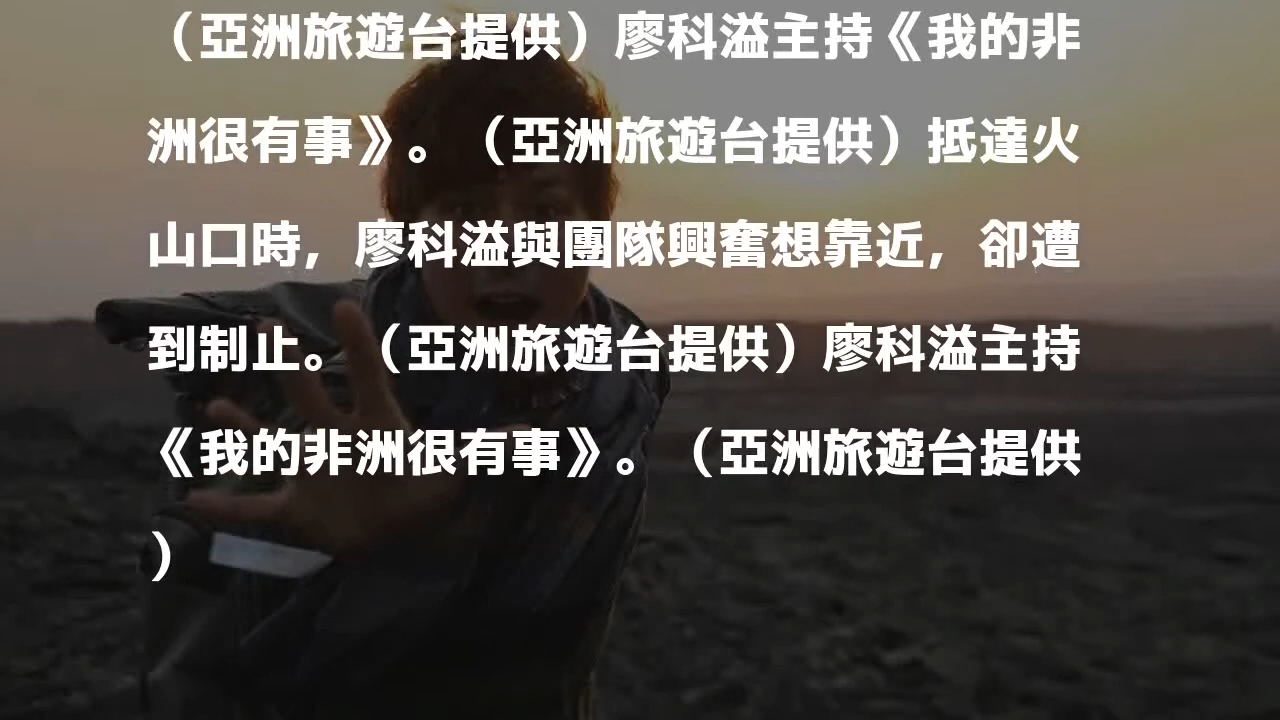 （亞洲旅遊台提供）廖科溢主持《我的非
洲很有事》。（亞洲旅遊台提供）抵達火
山口時，廖科溢與團隊興奮想靠近，卻遭
到制止。（亞洲旅遊台提供）廖科溢主持
《我的非洲很有事》。（亞洲旅遊台提供
）